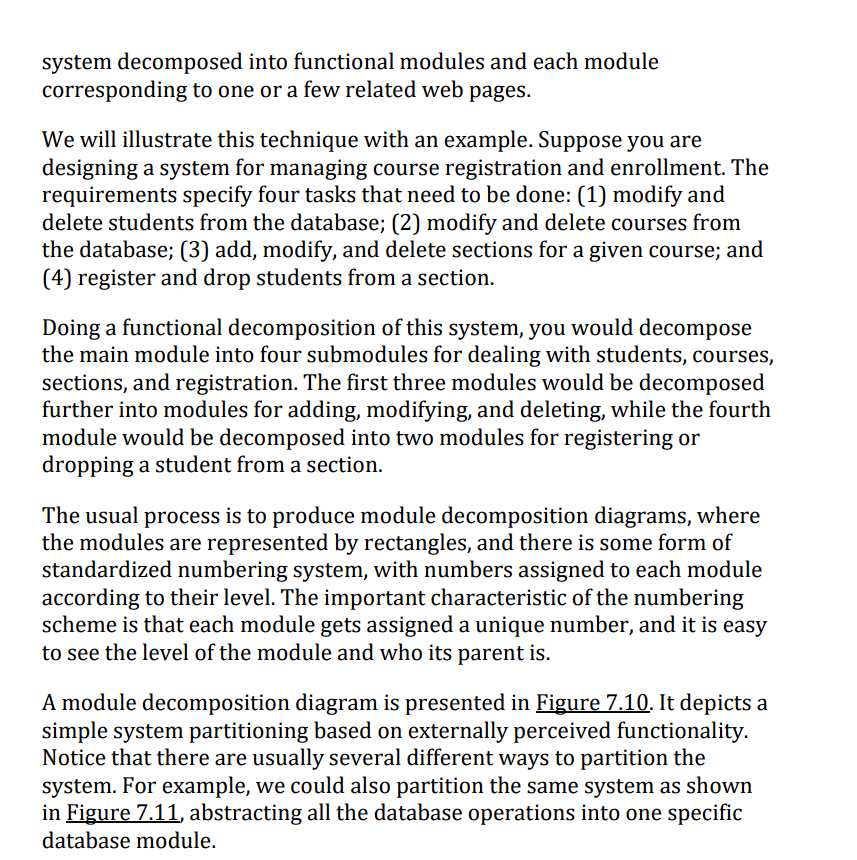 system decomposed into functional modules and each module
corresponding to one or a few related web pages.
We will illustrate this technique with an example. Suppose you are
designing a system for managing course registration and enrollment. The
requirements specify four tasks that need to be done: (1) modify and
delete students from the database; (2) modify and delete courses from
the database; (3) add, modify, and delete sections for a given course; and
(4) register and drop students from a section.
Doing a functional decomposition of this system, you would decompose
the main module into four submodules for dealing with students, courses,
sections, and registration. The first three modules would be decomposed
further into modules for adding, modifying, and deleting, while the fourth
module would be decomposed into two modules for registering or
dropping a student from a section.
The usual process is to produce module decomposition diagrams, where
the modules are represented by rectangles, and there is some form of
standardized numbering system, with numbers assigned to each module
according to their level. The important characteristic of the numbering
scheme is that each module gets assigned a unique number, and it is easy
to see the level of the module and who its parent is.
A module decomposition diagram is presented in Figure 7.10. It depicts a
simple system partitioning based on externally perceived functionality.
Notice that there are usually several different ways to partition the
system. For example, we could also partition the same system as shown
in Figure 7.11, abstracting all the database operations into one specific
database module.